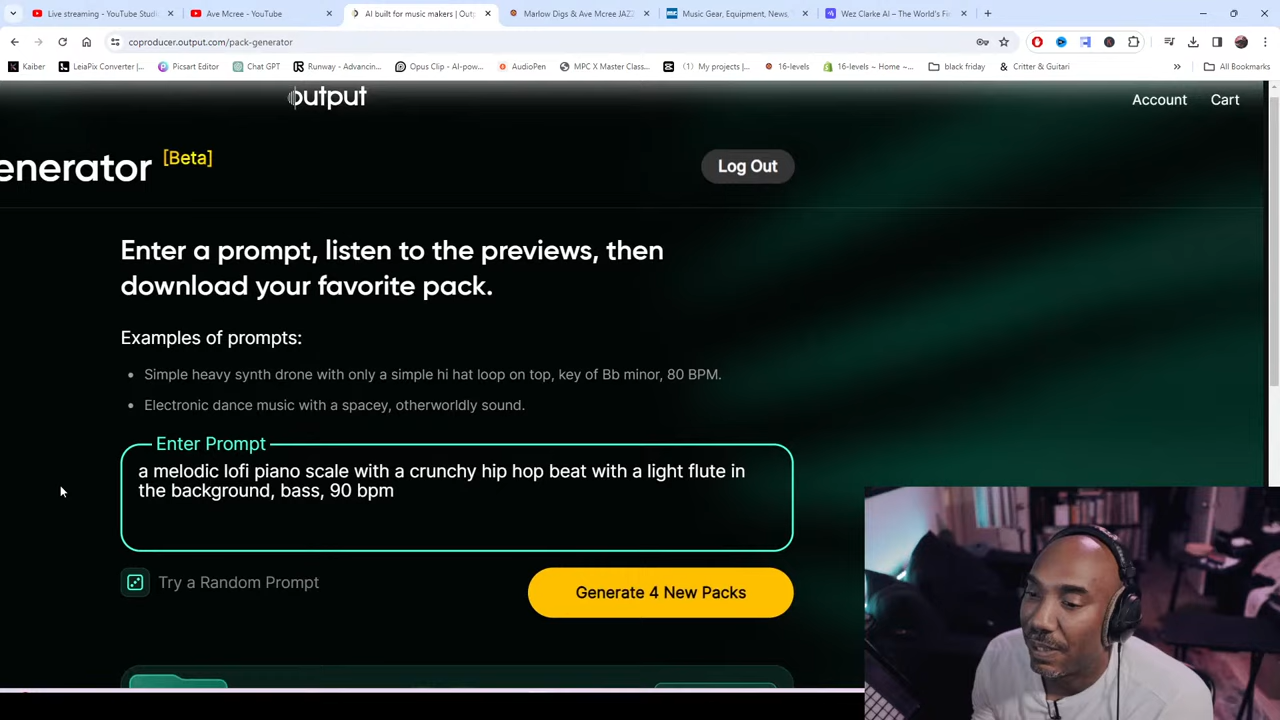 Live streaming - YouTube Studi
Ave Mcree - YouTube
AI built for music makers | Out
Marlow Digs & Ave Mcree JAZZ
Music Gear, Equipment, News,
Wez Clarke AI – The World's Fi
coproducer.output.com/pack-generator
Kaiber
LeiaPix Converter |...
Picsart Editor
Chat GPT
Runway - Advancin...
Opus Clip - AI-pow...
AudioPen
MPC X Master Class...
(1) My projects |...
16-levels
16-levels ~ Home ~...
black friday
Critter & Guitari
All Bookmarks
output
Account
Cart
enerator [Beta]
Log Out
Enter a prompt, listen to the previews, then
download your favorite pack.
Examples of prompts:
Simple heavy synth drone with only a simple hi hat loop on top, key of Bb minor, 80 BPM.
Electronic dance music with a spacey, otherworldly sound.
Enter Prompt
a melodic lofi piano scale with a crunchy hip hop beat with a light flute in
the background, bass, 90 bpm
Try a Random Prompt
Generate 4 New Packs